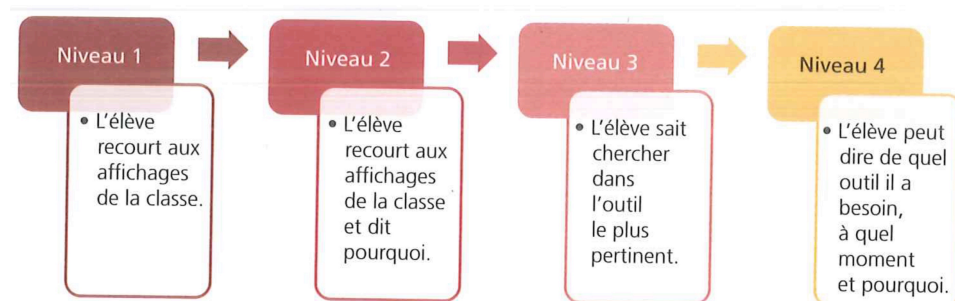 Niveau 1
• L'élève
recourt aux
affichages
de la classe.
Niveau 2
• L'élève
recourt aux
affichages
de la classe
et dit
pourquoi.
Niveau 3
• L'élève sait
chercher
dans
l'outil
le plus
pertinent.
Niveau 4
• L'élève peut
dire de quel
outil il a
besoin,
à quel
moment
et pourquoi.